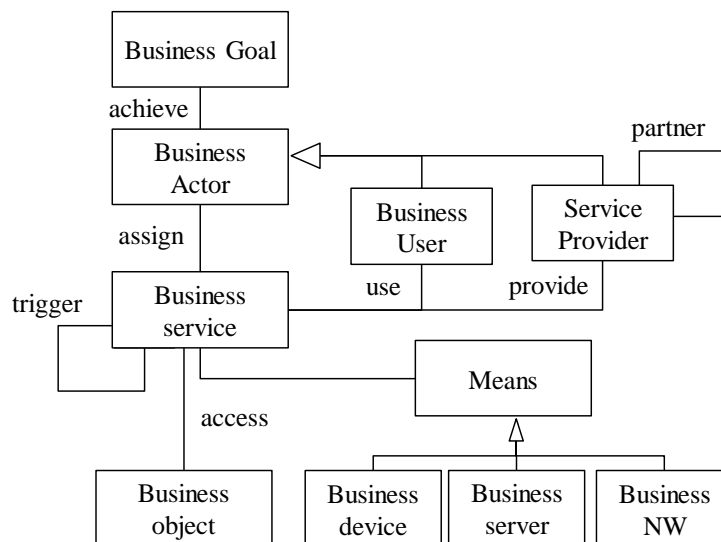 Business Goal
achieve
partner
Business
Actor
Business
User
Service
Provider
assign
use
provide
trigger
Business
service
Means
access
Business
object
Business
device
Business
server
Business
NW